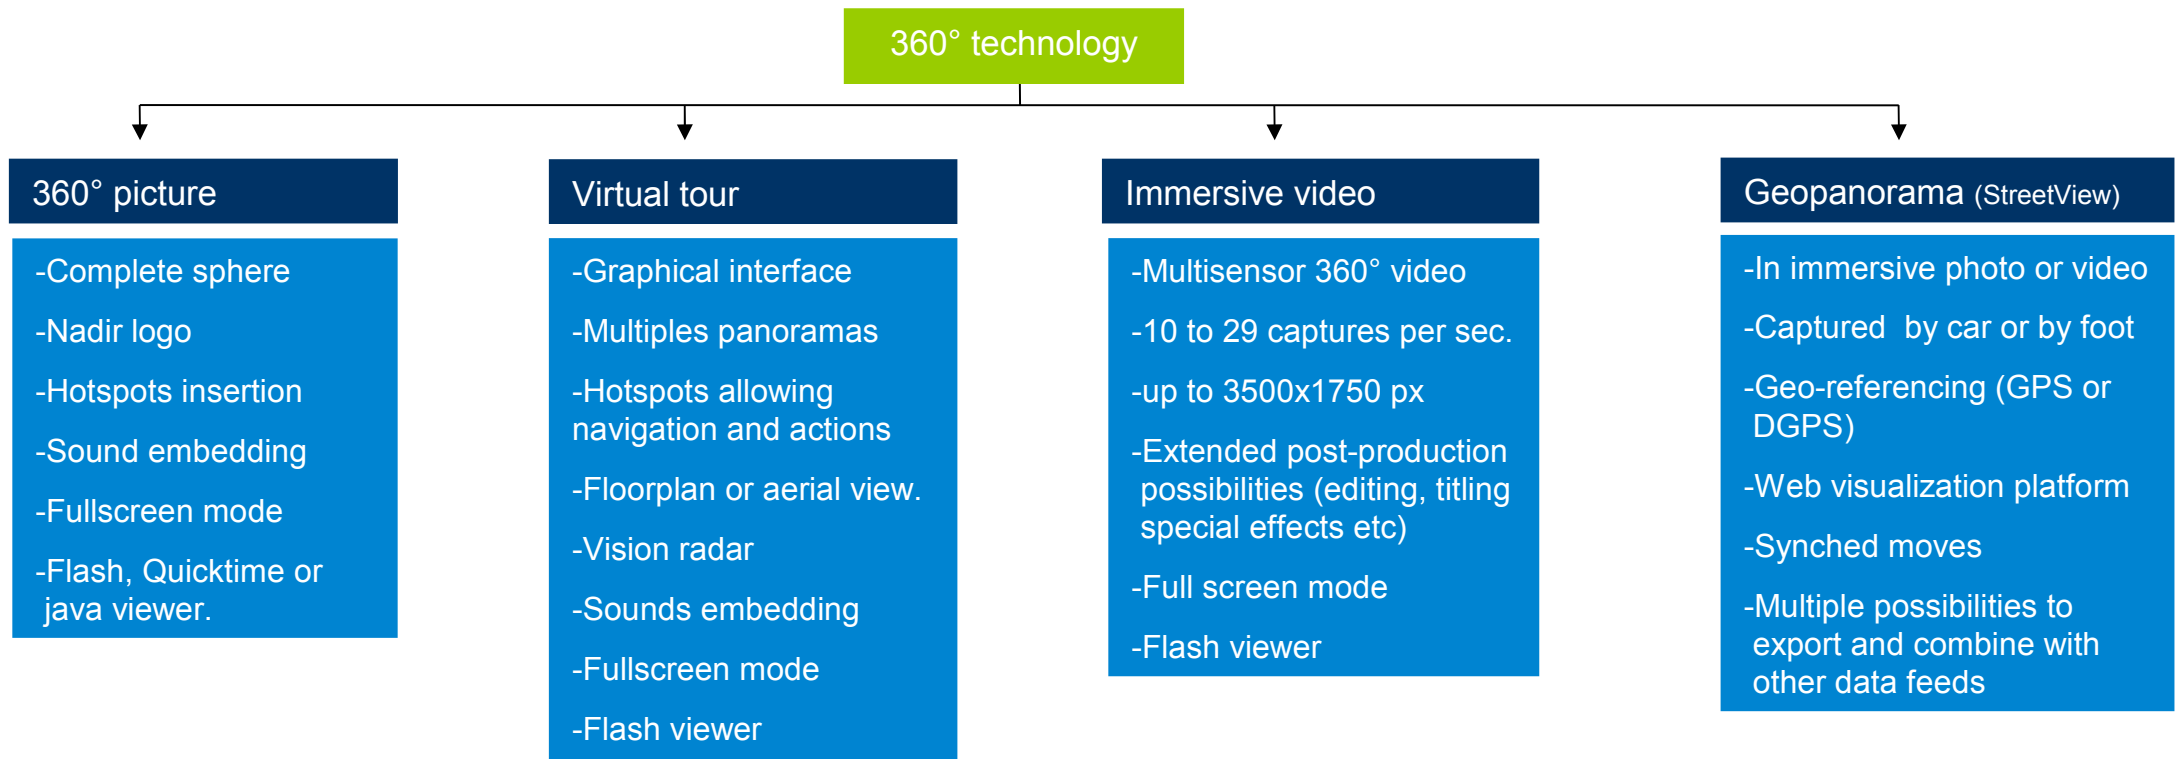 360° technology
360° picture
-Complete sphere
-Nadir logo
-Hotspots insertion
-Sound embedding
-Fullscreen mode
-Flash, Quicktime or
java viewer.
Virtual tour
-Graphical interface
-Multiples panoramas
-Hotspots allowing
navigation and actions
-Floorplan or aerial view.
-Vision radar
-Sounds embedding
-Fullscreen mode
-Flash viewer
Immersive video
-Multisensor 360° video
-10 to 29 captures per sec.
-up to 3500x1750 px
-Extended post-production
possibilities (editing, titling
special effects etc)
-Full screen mode
-Flash viewer
Geopanorama (StreetView)
-In immersive photo or video
-Captured  by car or by foot
-Geo-referencing (GPS or
DGPS)
-Web visualization platform
-Synched moves
-Multiple possibilities to
export and combine with
other data feeds